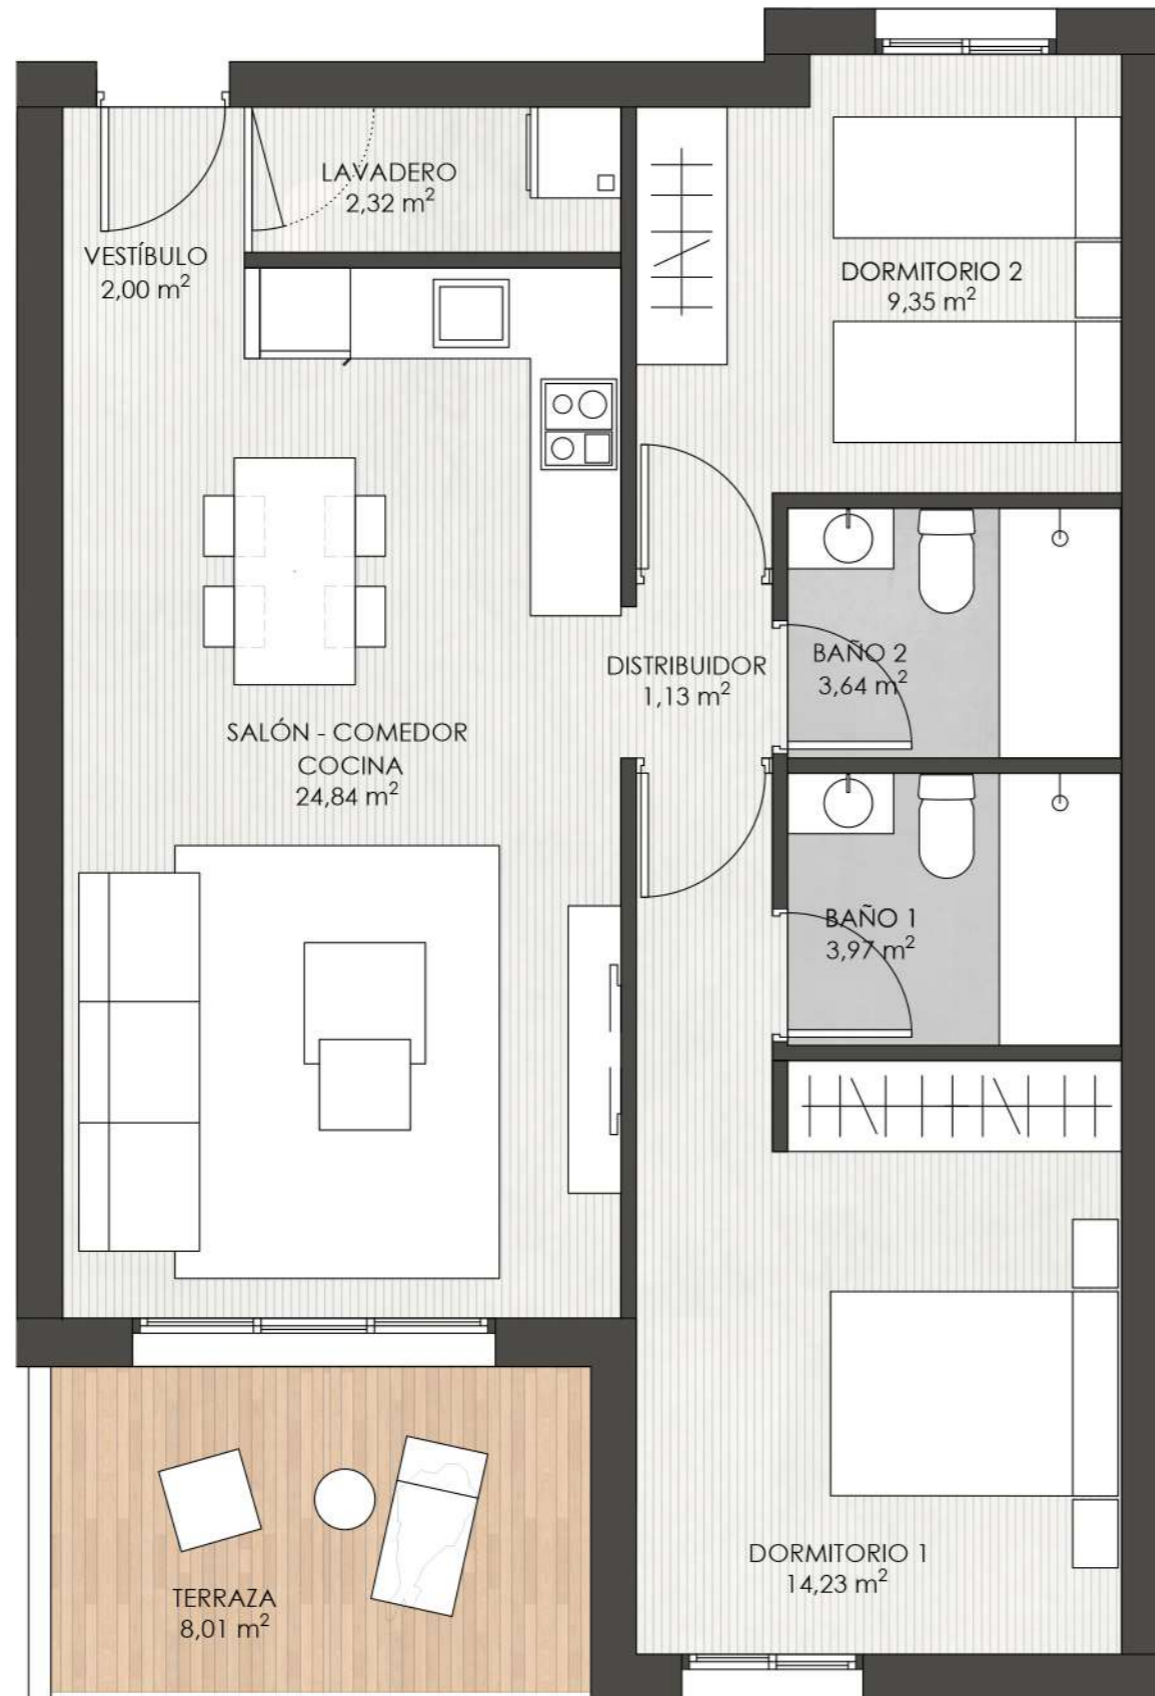 LAVADERO
2,32 m²
VESTÍBULO
2,00 m²
DORMITORIO 2
9,35 m²
DISTRIBUIDOR
1,13 m²
BAÑO 2
3,64 m²
SALÓN - COMEDOR
COCINA
24,84 m²
BAÑO 1
3,97 m²
DORMITORIO 1
14,23 m²
TERRAZA
8,01 m²